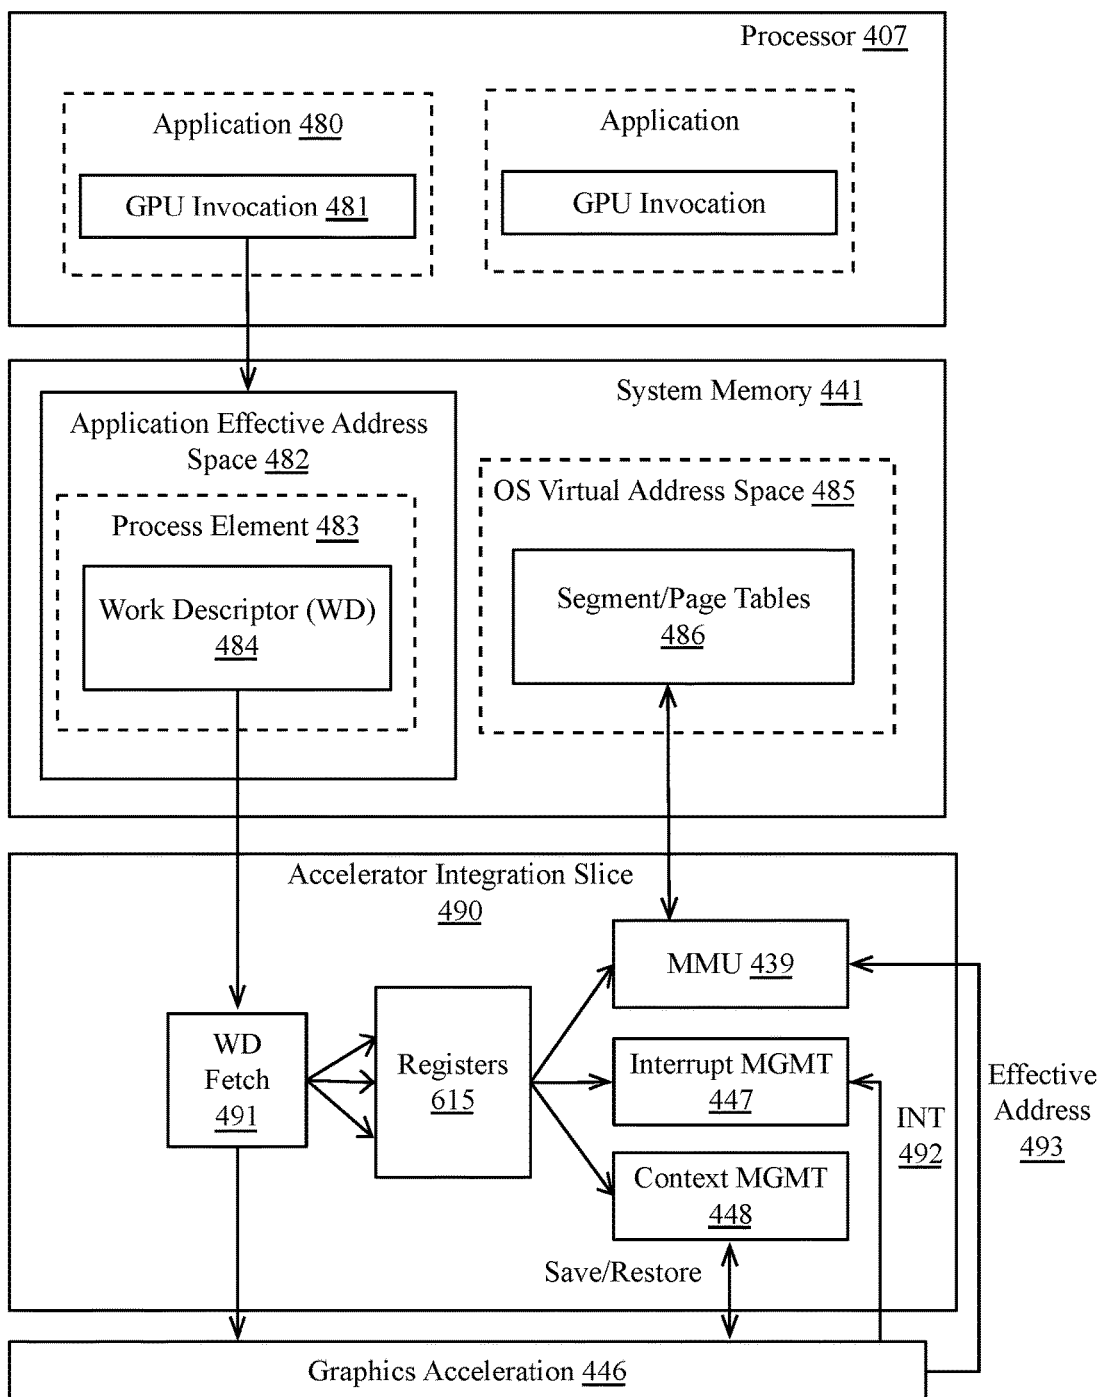 Processor 407
Application 480
GPU Invocation 481
Application
GPU Invocation
System Memory 441
Application Effective Address
Space 482
Process Element 483
Work Descriptor (WD)
484
OS Virtual Address Space 485
Segment/Page Tables
486
Accelerator Integration Slice
490
WD
Fetch
491
Registers
615
MMU 439
Interrupt MGMT
447
Context MGMT
448
Save/Restore
INT
492
Effective
Address
493
Graphics Acceleration 446